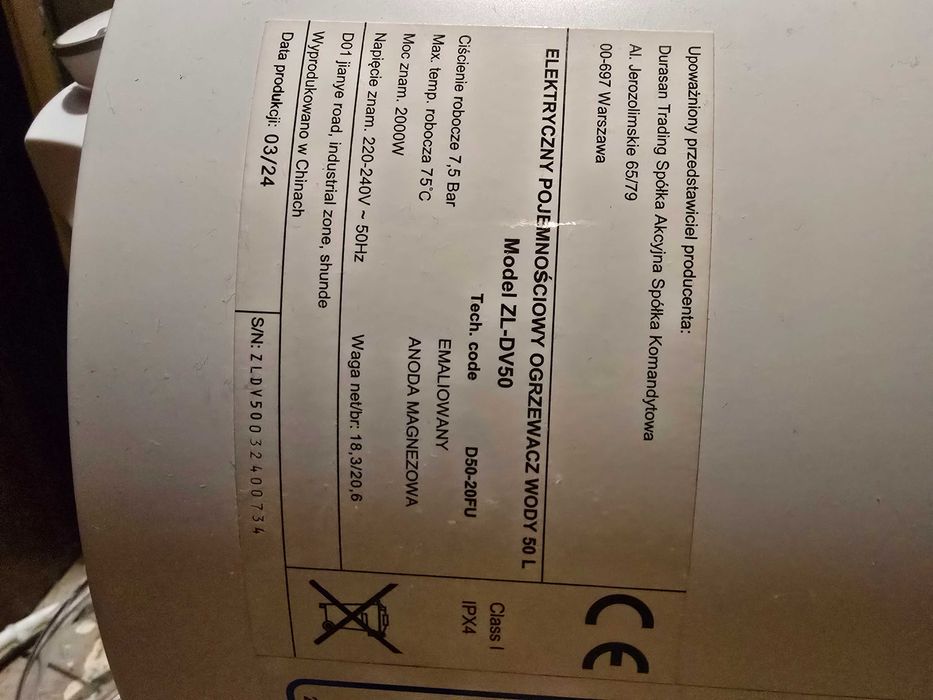 Upoważniony przedstawiciel producenta:
Durasan Trading Spółka Akcyjna Spółka Komandytowa
Al. Jerozolimskie 65/79
00-697 Warszawa
ELEKTRYCZNY POJEMNOŚCIOWY OGRZEWACZ WODY 50 L
Model ZL-DV50
Tech. code D50-20FU
Ciścienie robocze 7,5 Bar
EMALIOWANY
Max. temp. robocza 75°C
ANODA MAGNEZOWA
Moc znam. 2000W
Napięcie znam. 220-240V ~ 50Hz
Waga net/br: 18,3/20,6
D01 jianye road, industrial zone, shunde
Wyprodukowano w Chinach
Data produkcji: 03/24
S/N: ZLDV50032400734
CE
Class I
IPX4